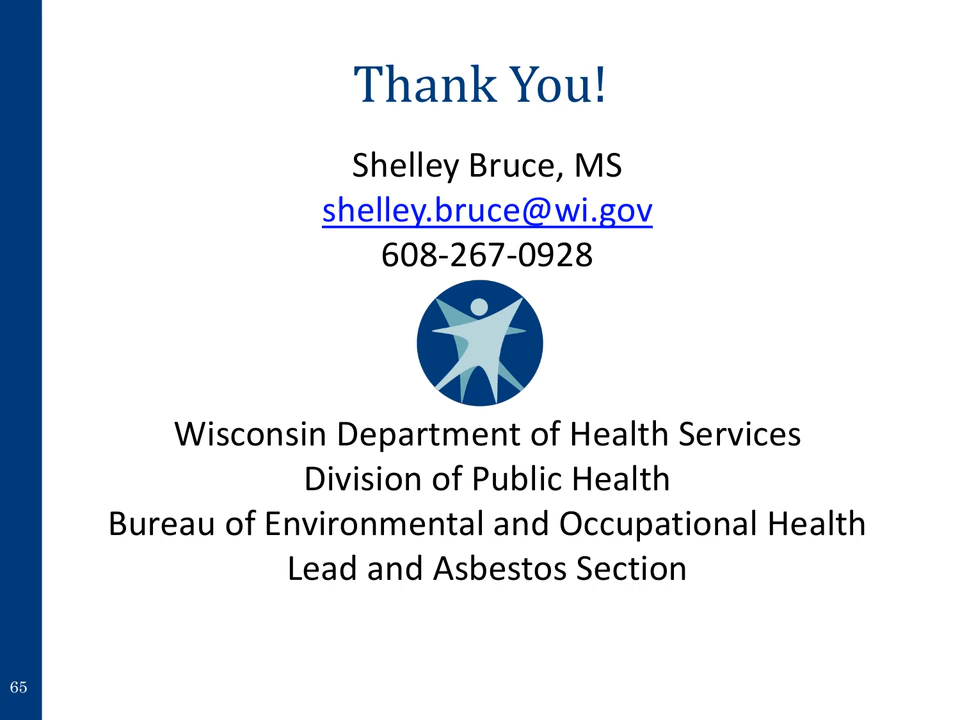 Thank You!
Shelley Bruce, MS
shelley.bruce@wi.gov
608-267-0928
Wisconsin Department of Health Services
Division of Public Health
Bureau of Environmental and Occupational Health
Lead and Asbestos Section
65